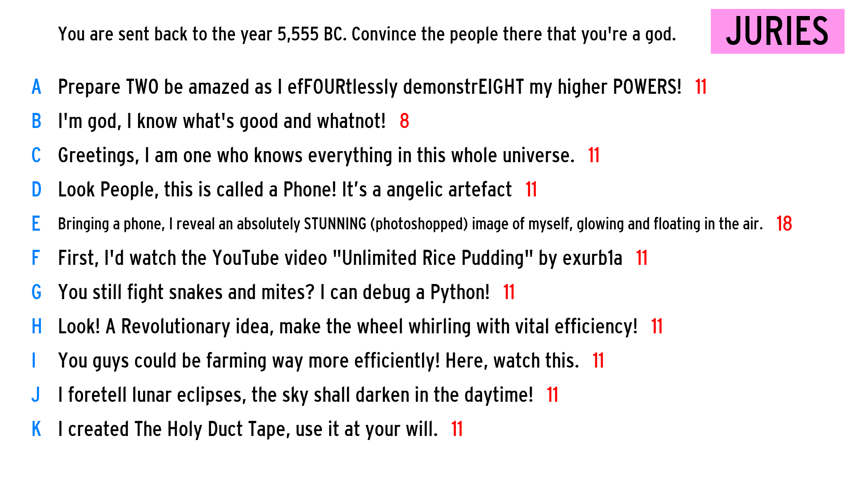 You are sent back to the year 5,555 BC. Convince the people there that you're a god.
JURIES
A Prepare TWO be amazed as I efFOURtlessly demonstrEIGHT my higher POWERS! 11
B I'm god, I know what's good and whatnot! 8
C Greetings, I am one who knows everything in this whole universe. 11
D Look People, this is called a Phone! It’s a angelic artefact 11
E Bringing a phone, I reveal an absolutely STUNNING (photoshopped) image of myself, glowing and floating in the air. 18
F First, I'd watch the YouTube video "Unlimited Rice Pudding" by exurb1a 11
G You still fight snakes and mites? I can debug a Python! 11
H Look! A Revolutionary idea, make the wheel whirling with vital efficiency! 11
I You guys could be farming way more efficiently! Here, watch this. 11
J I foretell lunar eclipses, the sky shall darken in the daytime! 11
K I created The Holy Duct Tape, use it at your will. 11